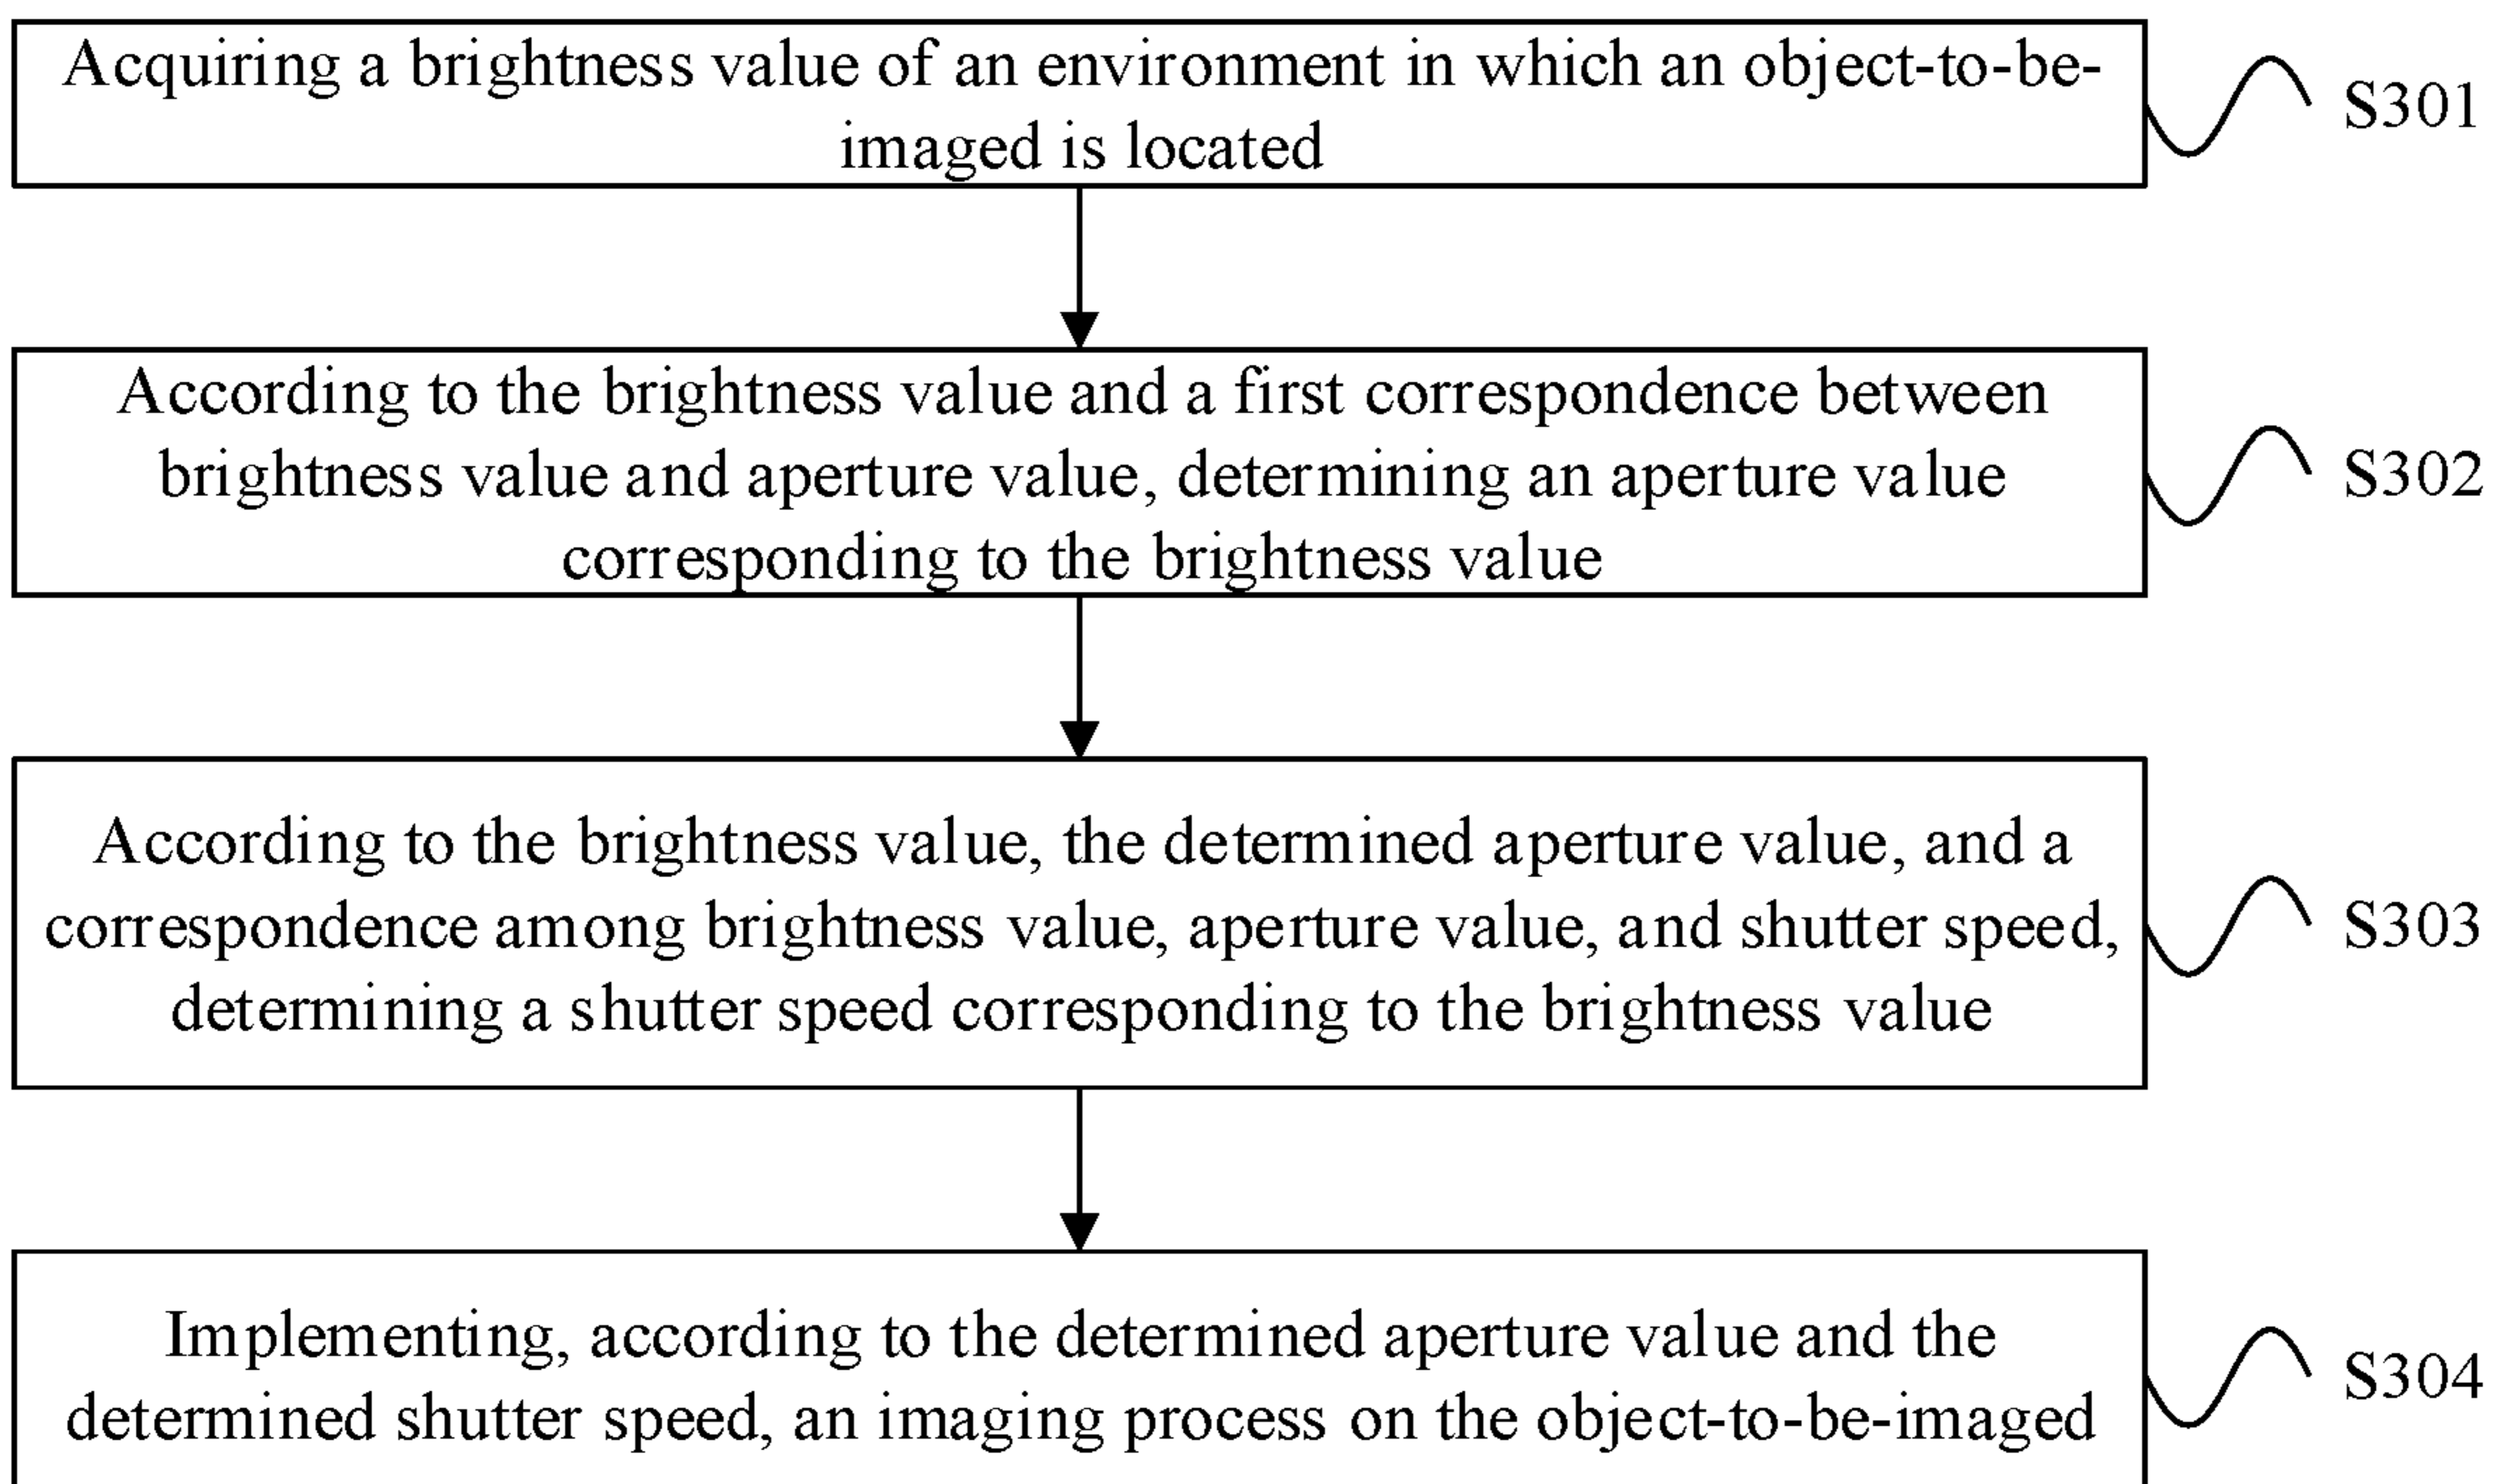 Acquiring a brightness value of an environment in which an object-to-be-
imaged is located
S301
According to the brightness value and a first correspondence between
brightness value and aperture value, determining an aperture value
corresponding to the brightness value
S302
According to the brightness value, the determined aperture value, and a
correspondence among brightness value, aperture value, and shutter speed,
determining a shutter speed corresponding to the brightness value
S303
Implementing, according to the determined aperture value and the
determined shutter speed, an imaging process on the object-to-be-imaged
S304